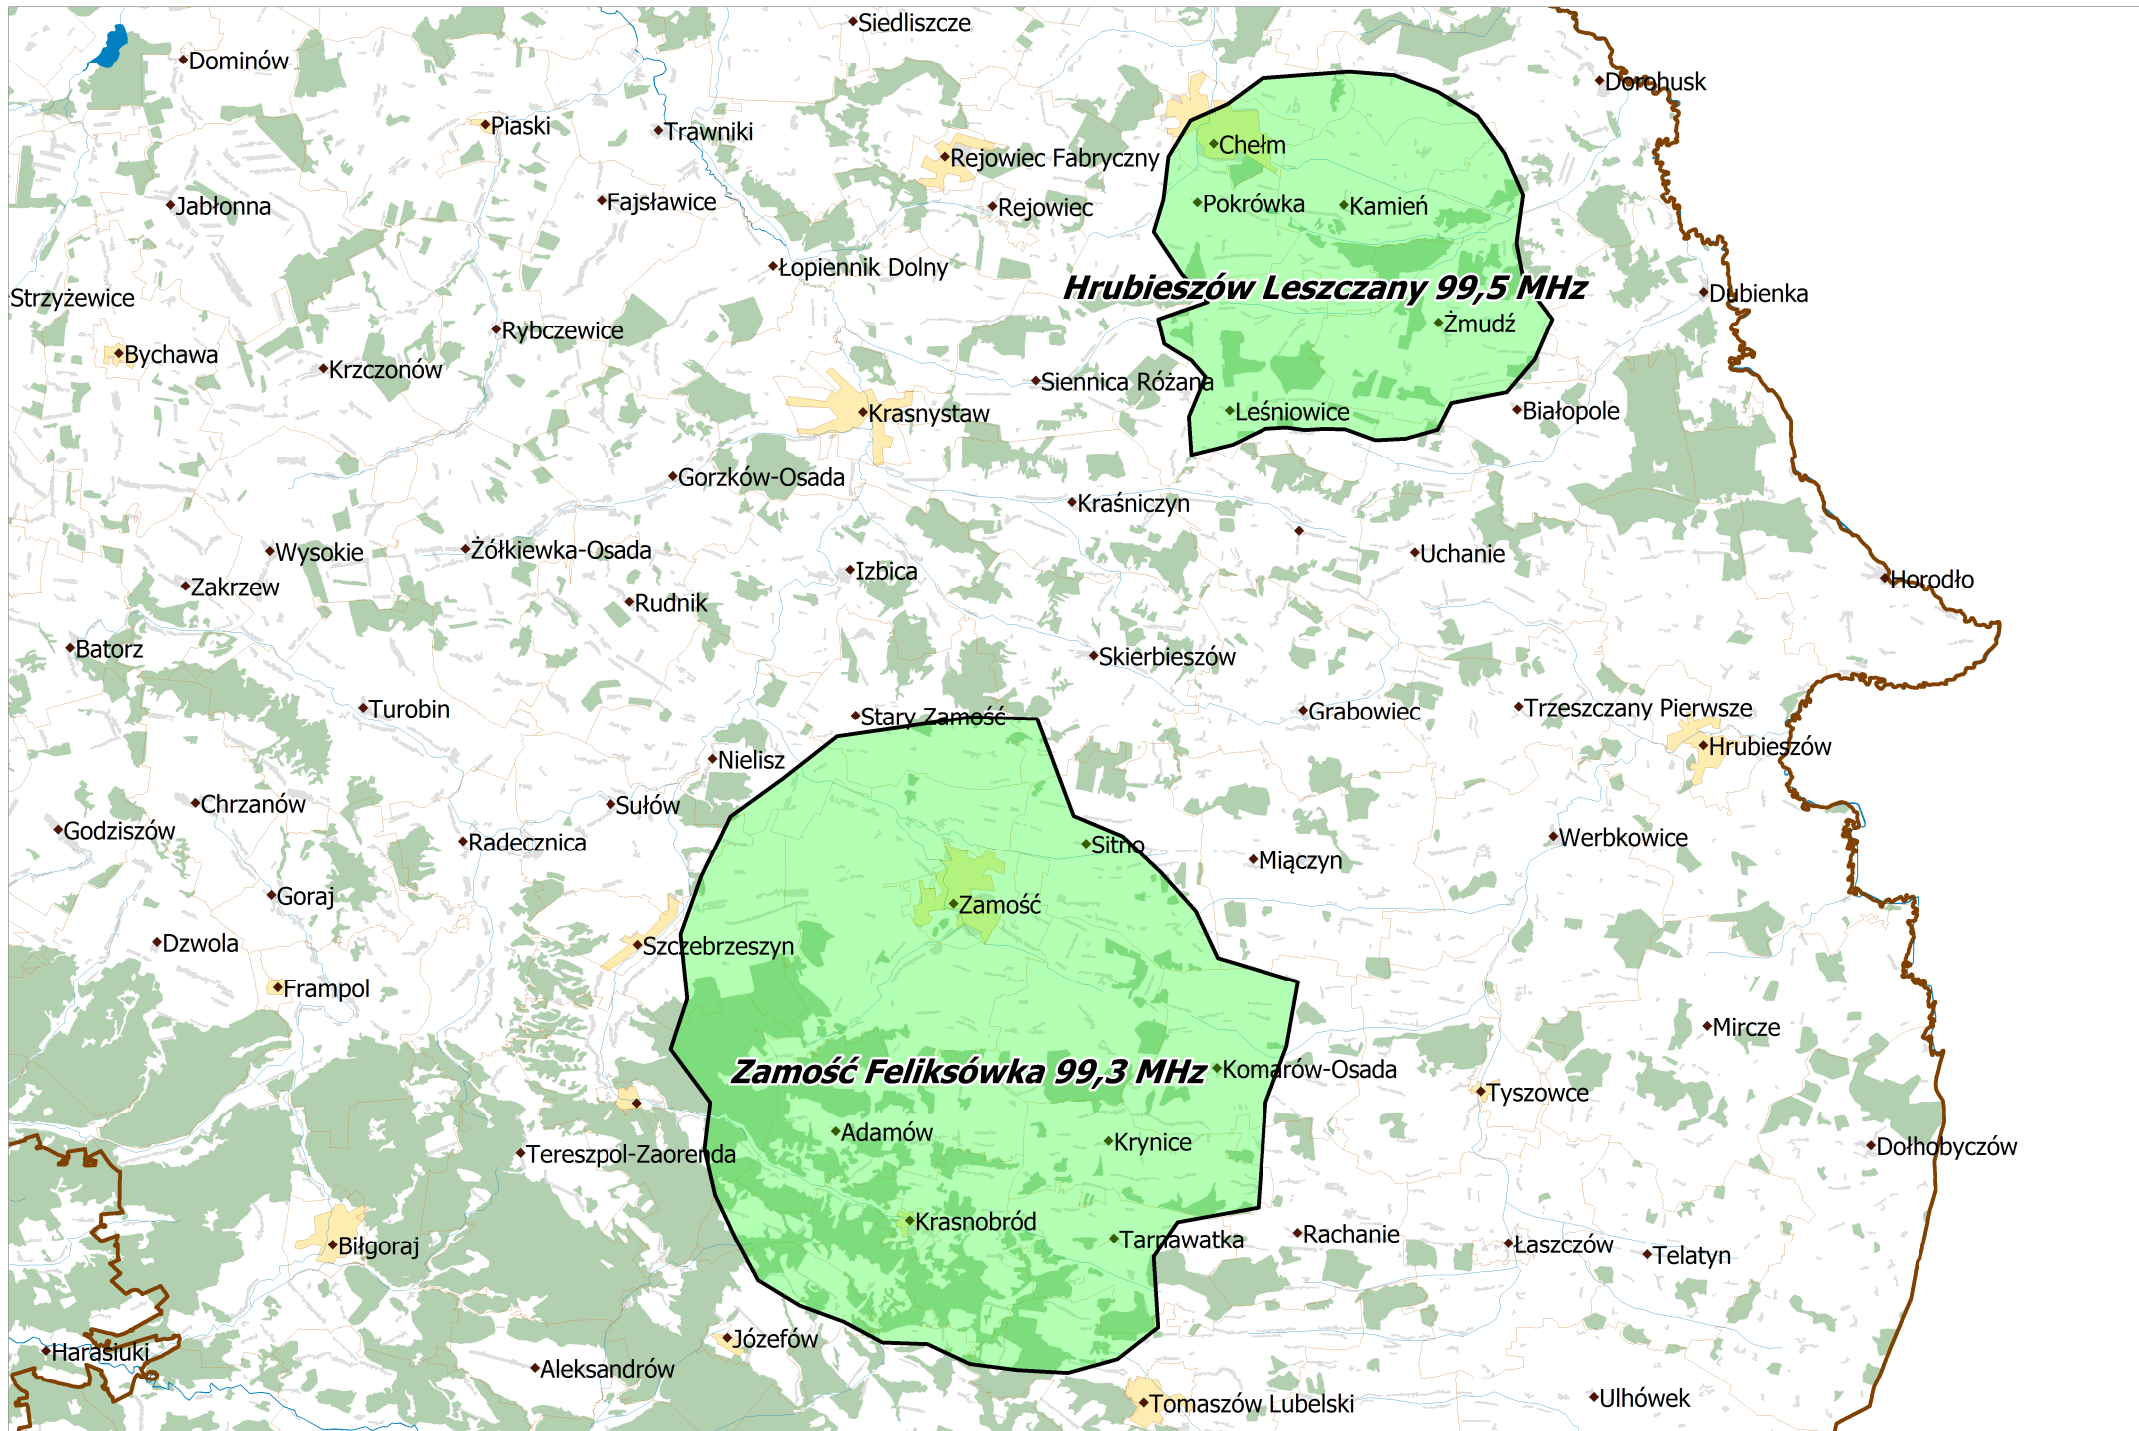 Siedliszcze
Dominów
Dorohusk
Piaski
Trawniki
Chełm
Rejowiec Fabryczny
Jabłonna
Fajsławice
Rejowiec
Pokrówka
Kamień
Łopiennik Dolny
Hrubieszów Leszczany 99,5 MHz
Dubienka
Strzyżewice
Rybczewice
Żmudź
Bychawa
Krzczonów
Siennica Różana
Krasnystaw
Leśniowice
Białopole
Gorzków-Osada
Kraśniczyn
Wysokie
Żółkiewka-Osada
Uchanie
Izbica
Horodło
Zakrzew
Rudnik
Batorz
Skierbieszów
Turobin
Stary Zamość
Grabowiec
Trzeszczany Pierwsze
Hrubieszów
Nielisz
Chrzanów
Sułów
Godziszów
Radecznica
Sitno
Werbkowice
Miączyn
Goraj
Zamość
Dzwola
Szczebrzeszyn
Frampol
Mircze
Zamość Feliksówka 99,3 MHz
Komarów-Osada
Tyszowce
Adamów
Krynice
Dołhobyczów
Tereszpol-Zaorenda
Krasnobród
Tarnawatka
Rachanie
Łaszczów
Biłgoraj
Telatyn
Józefów
Harasiuki
Aleksandrów
Ulhówek
Tomaszów Lubelski